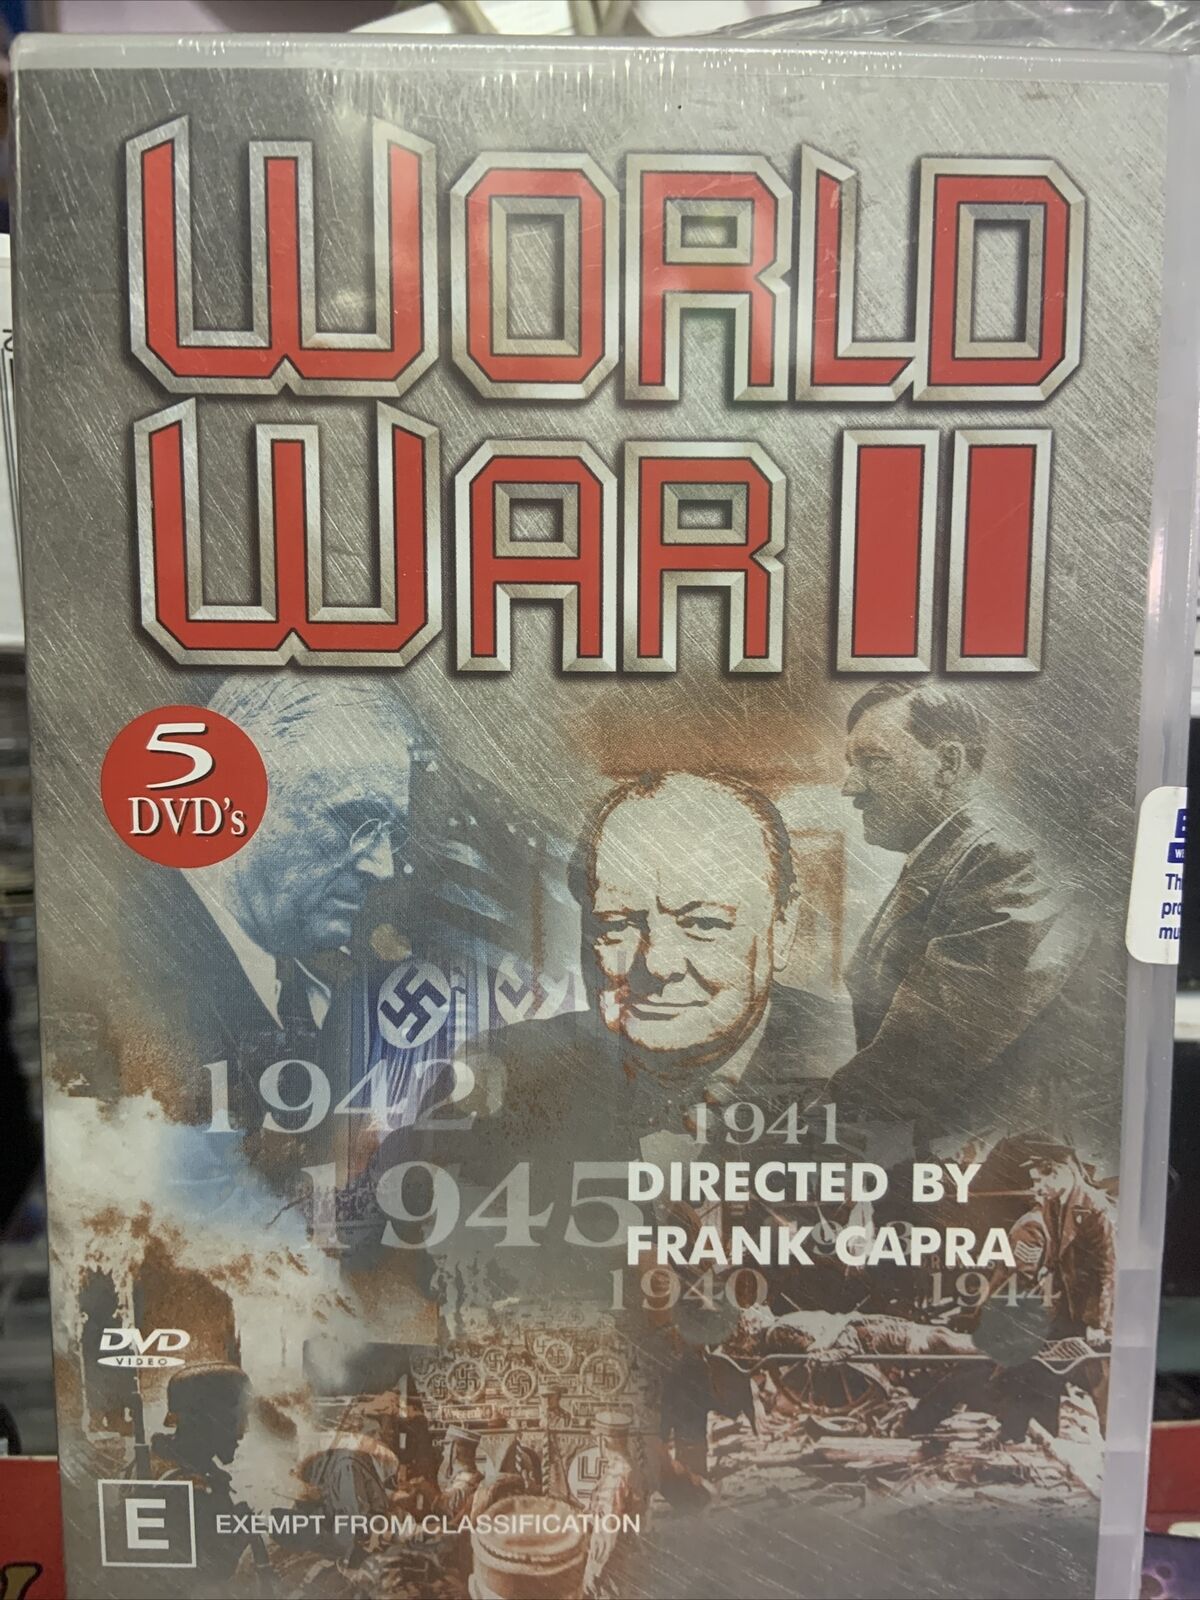 WORLD
WAR II
5
DVD's
1942
1941
1945
DIRECTED BY
FRANK CAPRA
1940
1944
DVD
VIDEO
E
EXEMPT FROM CLASSIFICATION